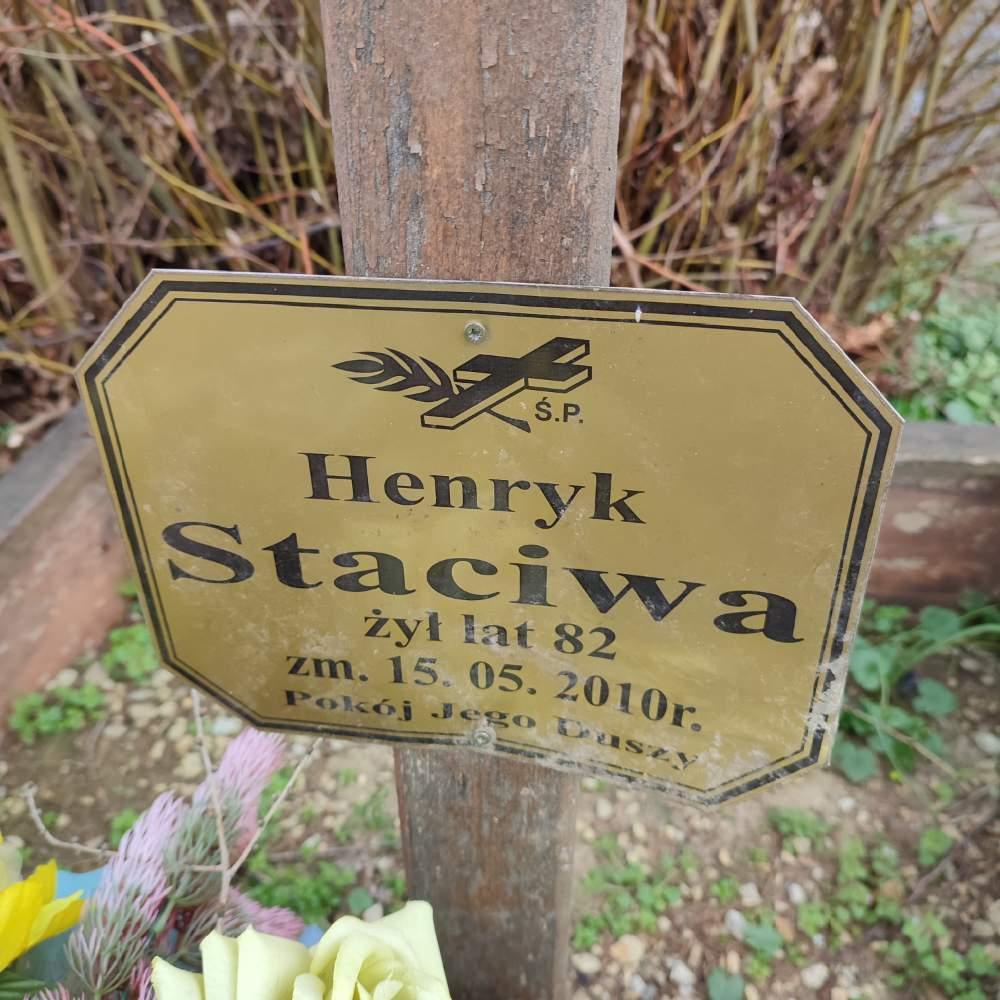 Ś.P.
Henryk
Staciwa
żył lat 82
zm. 15. 05. 2010r.
Pokój Jego Duszy